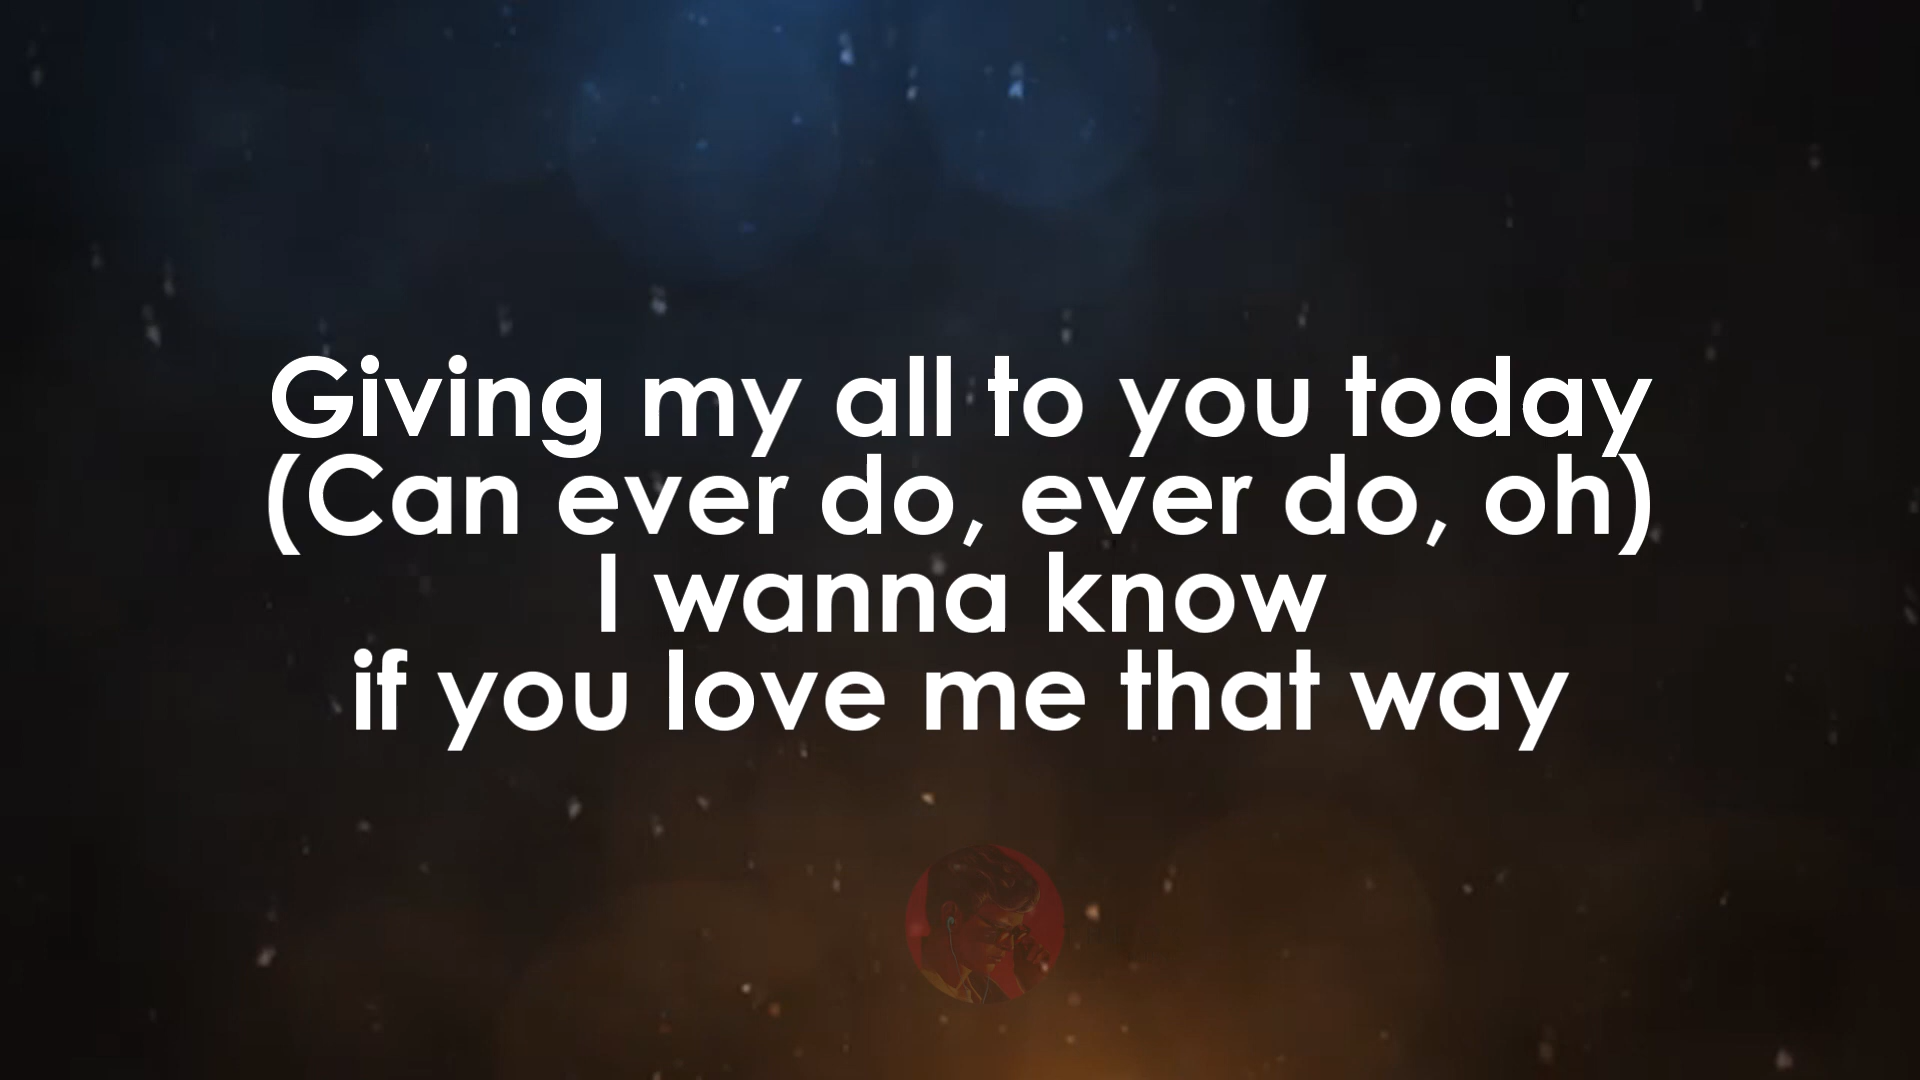 Giving my all to you today
(Can ever do, ever do, oh)
I wanna know
if you love me that way